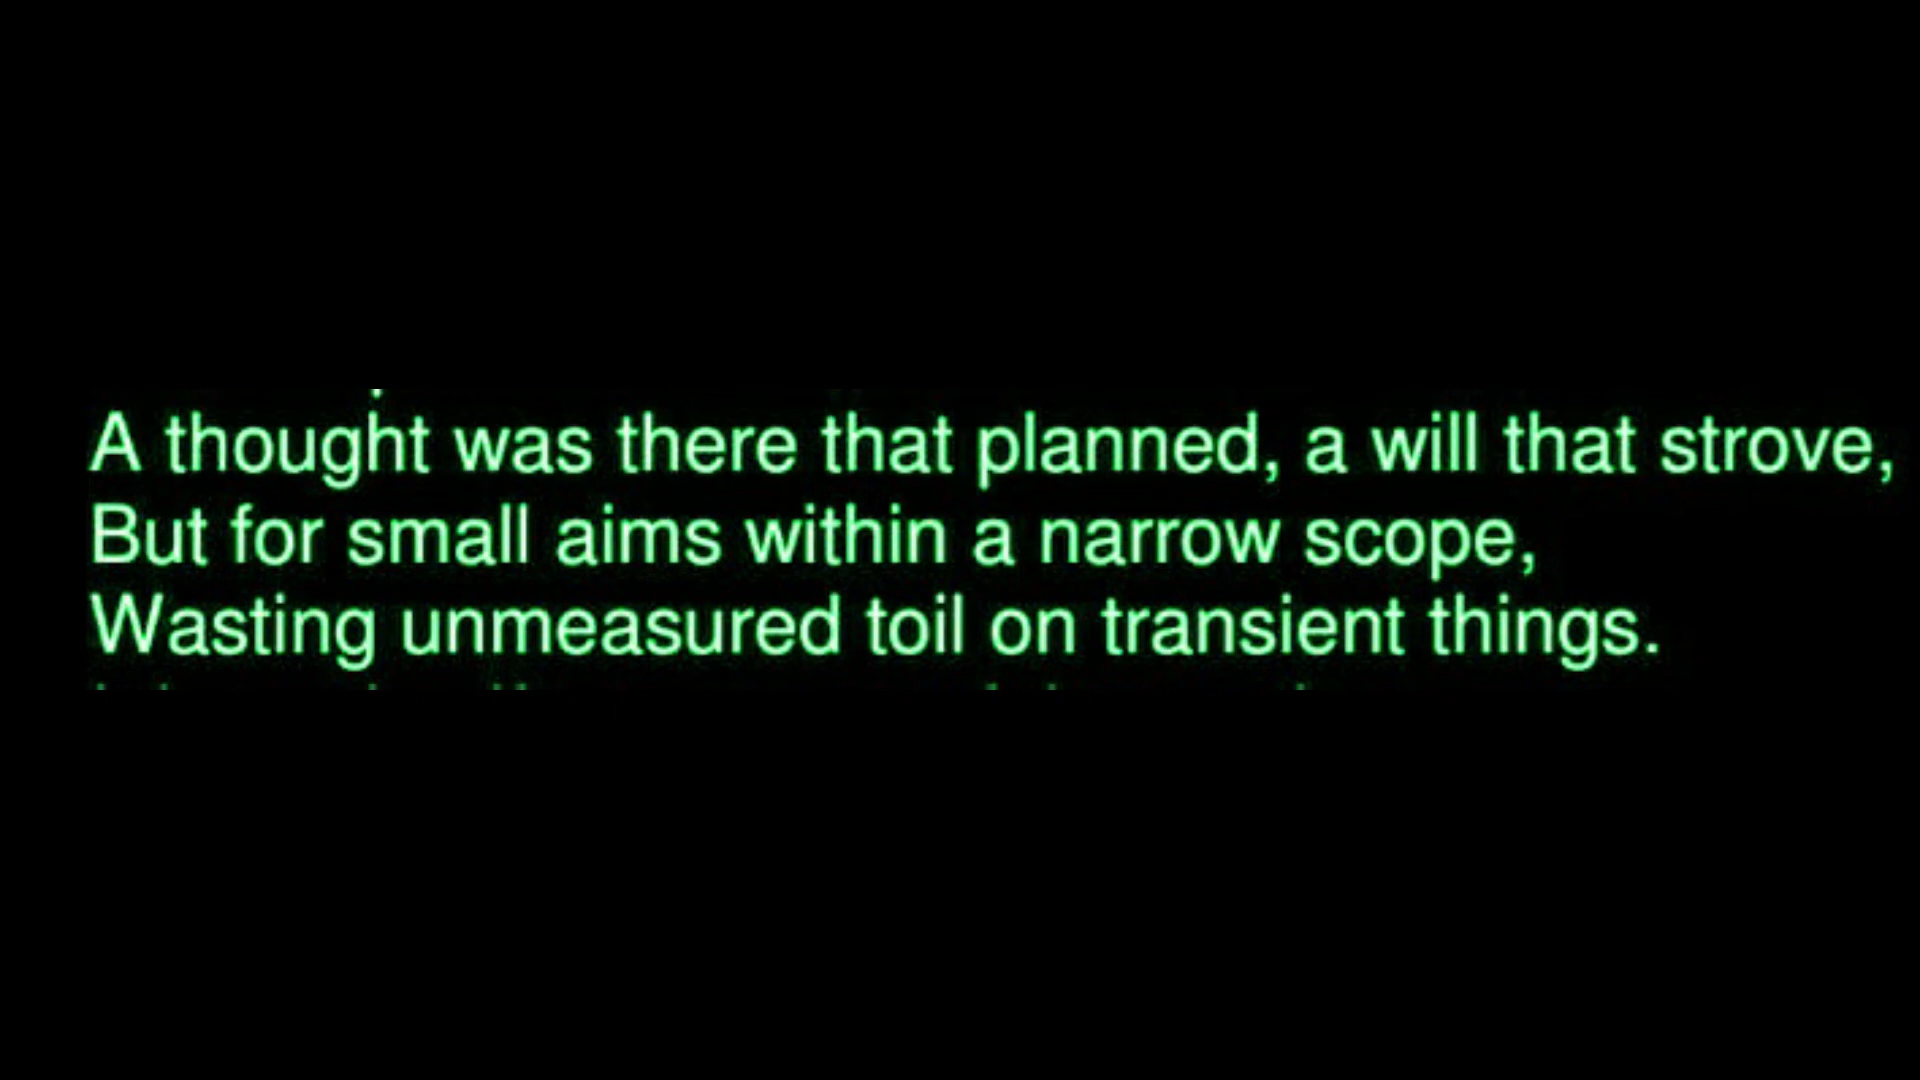 A thought was there that planned, a will that strove,
But for small aims within a narrow scope,
Wasting unmeasured toil on transient things.